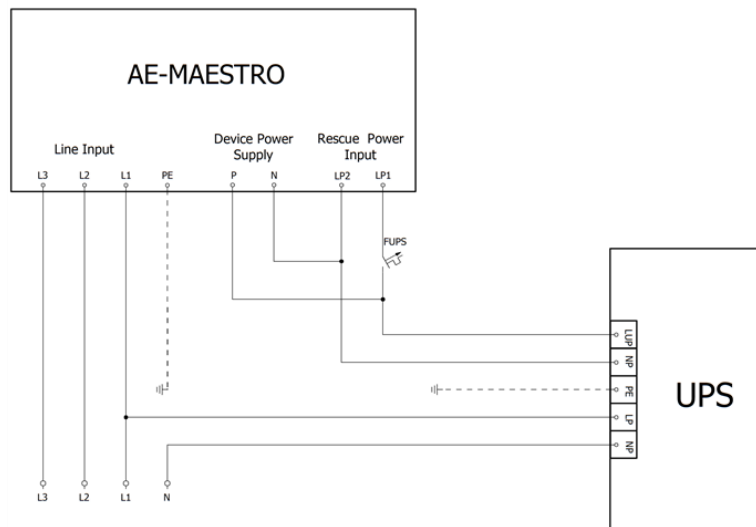 AE-MAESTRO
Line Input
Device Power
Supply
Rescue Power
Input
L3 L2 L1 PE P N LP2 LP1
FUPS
LUP
NP
PE
LP
NP
UPS
L3 L2 L1 N